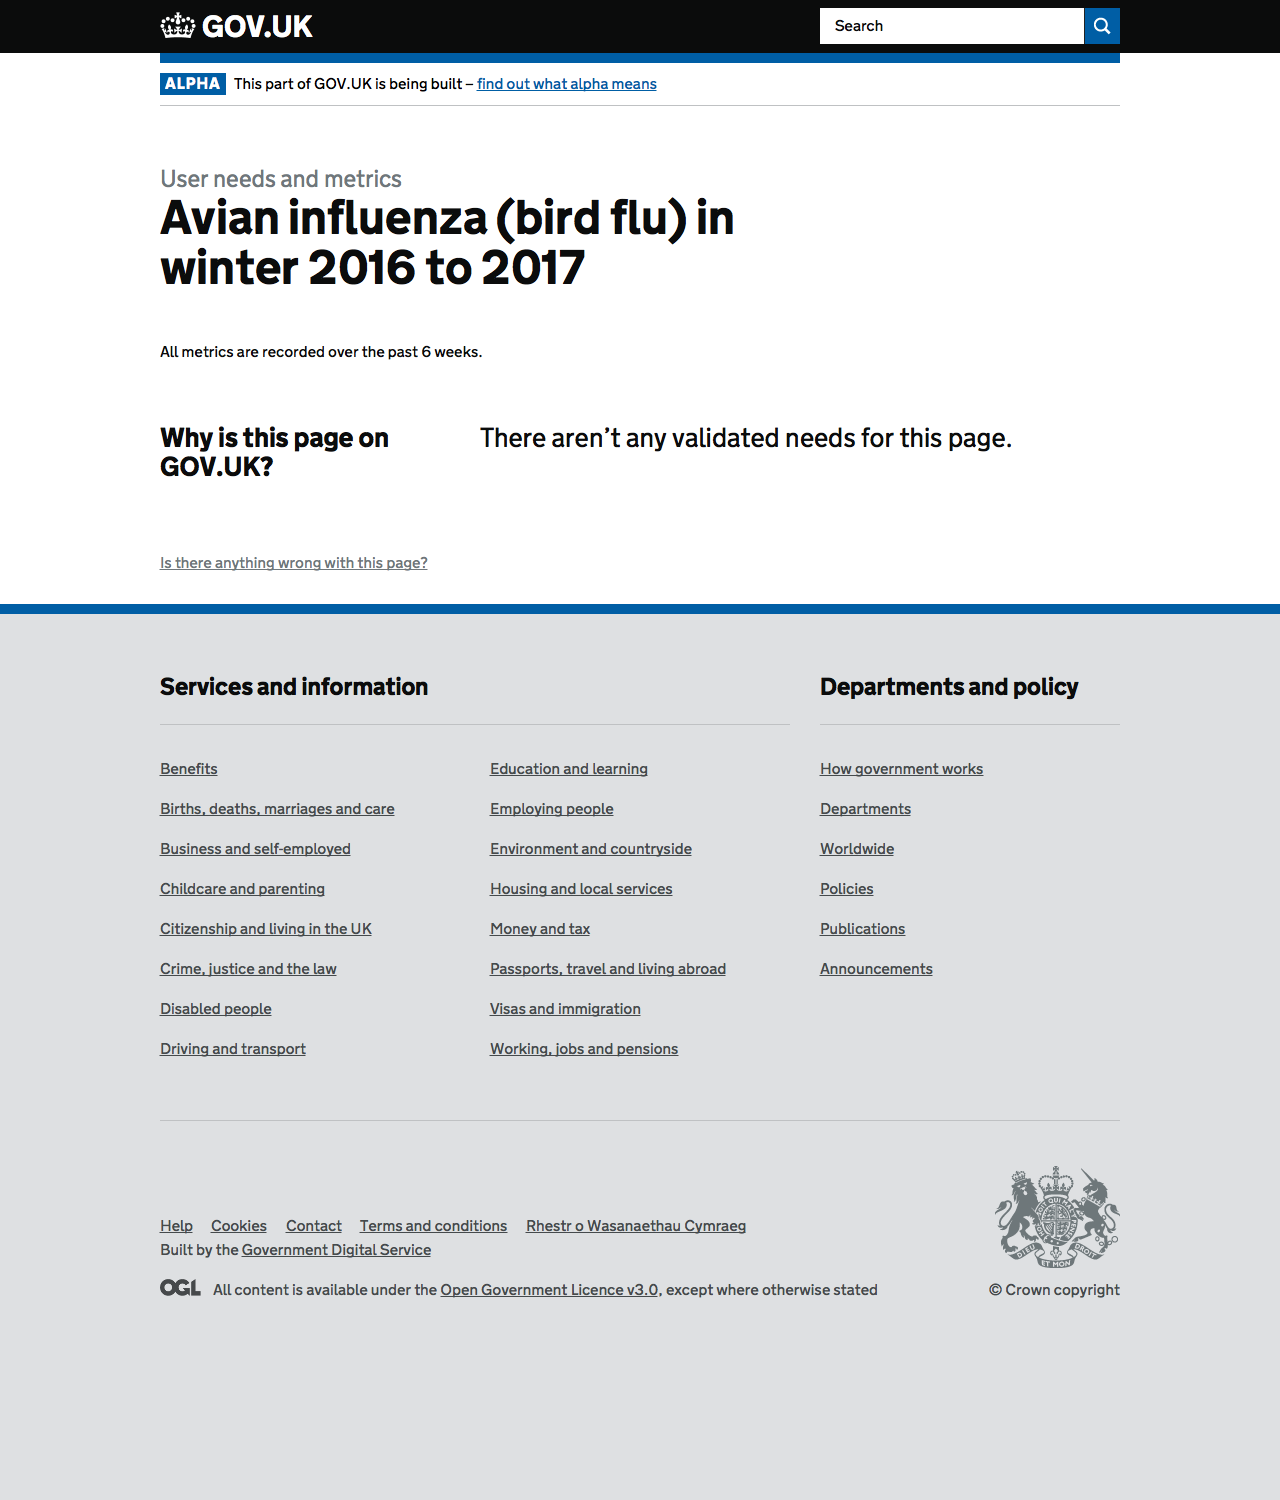 GOV.UK
Search
ALPHA This part of GOV.UK is being built – find out what alpha means
User needs and metrics
Avian influenza (bird flu) in
winter 2016 to 2017
All metrics are recorded over the past 6 weeks.
Why is this page on
GOV.UK?
There aren’t any validated needs for this page.
Is there anything wrong with this page?
Services and information
Benefits
Births, deaths, marriages and care
Business and self-employed
Childcare and parenting
Citizenship and living in the UK
Crime, justice and the law
Disabled people
Driving and transport
Education and learning
Employing people
Environment and countryside
Housing and local services
Money and tax
Passports, travel and living abroad
Visas and immigration
Working, jobs and pensions
Departments and policy
How government works
Departments
Worldwide
Policies
Publications
Announcements
Help Cookies Contact Terms and conditions Rhestr o Wasanaethau Cymraeg
Built by the Government Digital Service
OGL All content is available under the Open Government Licence v3.0, except where otherwise stated
DIEU ET MON DROIT
© Crown copyright